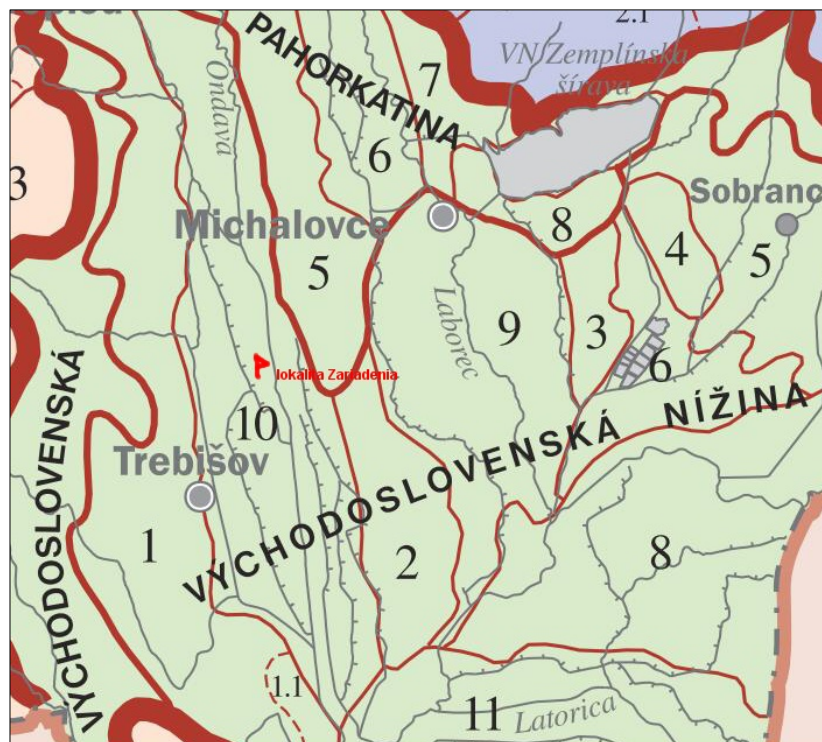 2.1
PAHORKATINA
VN Zemplínska
šírava
Ondava
7
6
3
Michalovce
Sobranc
8
4
5
5
Laborec
9
3
6
lokalita Zariadenia
10
Trebišov
VÝCHODOSLOVENSKÁ NÍŽINA
VÝCHODOSLOVENSKÁ
1
2
8
1.1
11
Latorica